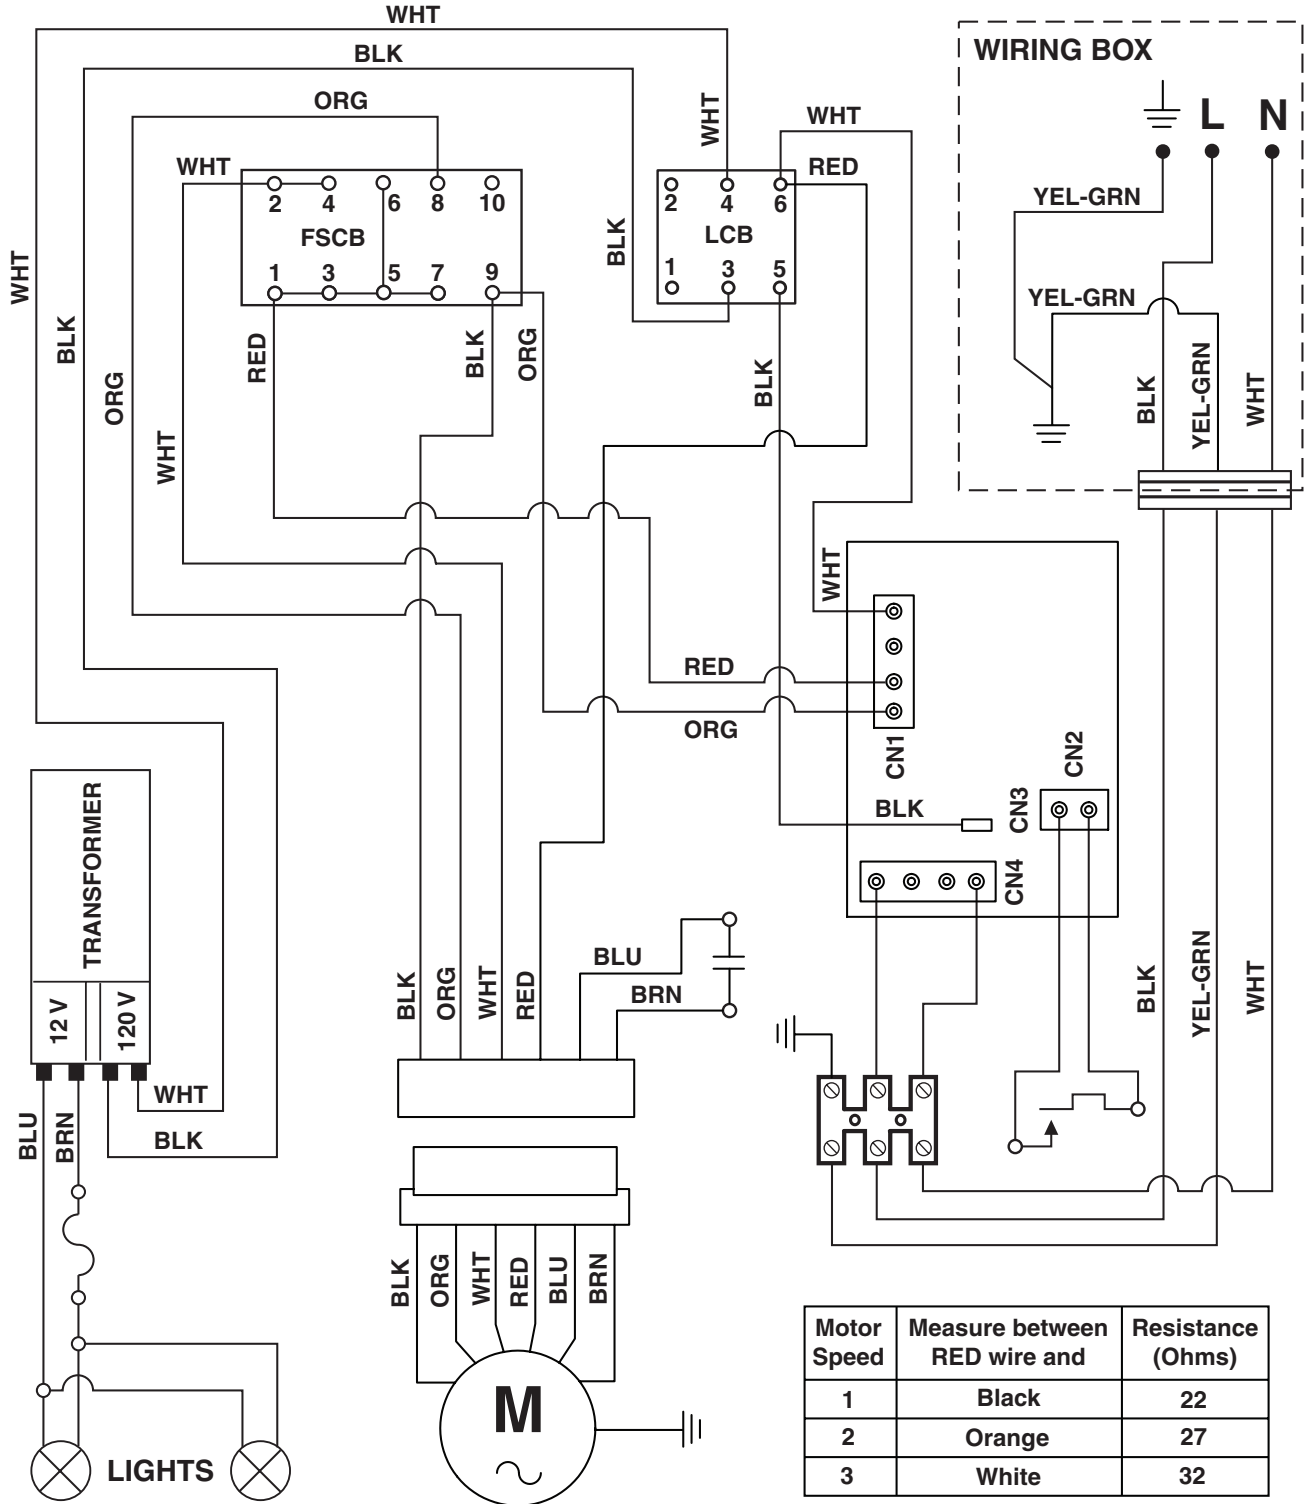 WHT
BLK
ORG
WHT
WHT
BLK
ORG
WHT
2 4 6 8 10
FSCB
1 3 5 7 9
RED
BLK
ORG
WHT
WHT
RED
BLK
2 4 6
LCB
1 3 5
BLK
WIRING BOX
L N
YEL-GRN
YEL-GRN
BLK
YEL-GRN
WHT
WHT
RED
ORG
CN1
BLK
CN3
CN2
CN4
TRANSFORMER
12 V
120 V
WHT
BLK
BLU
BRN
LIGHTS
BLK
ORG
WHT
RED
BLU
BRN
BLK
YEL-GRN
WHT
BLK
ORG
WHT
RED
BLU
BRN
M
Motor Speed
Measure between RED wire and
Resistance (Ohms)
1 Black 22
2 Orange 27
3 White 32